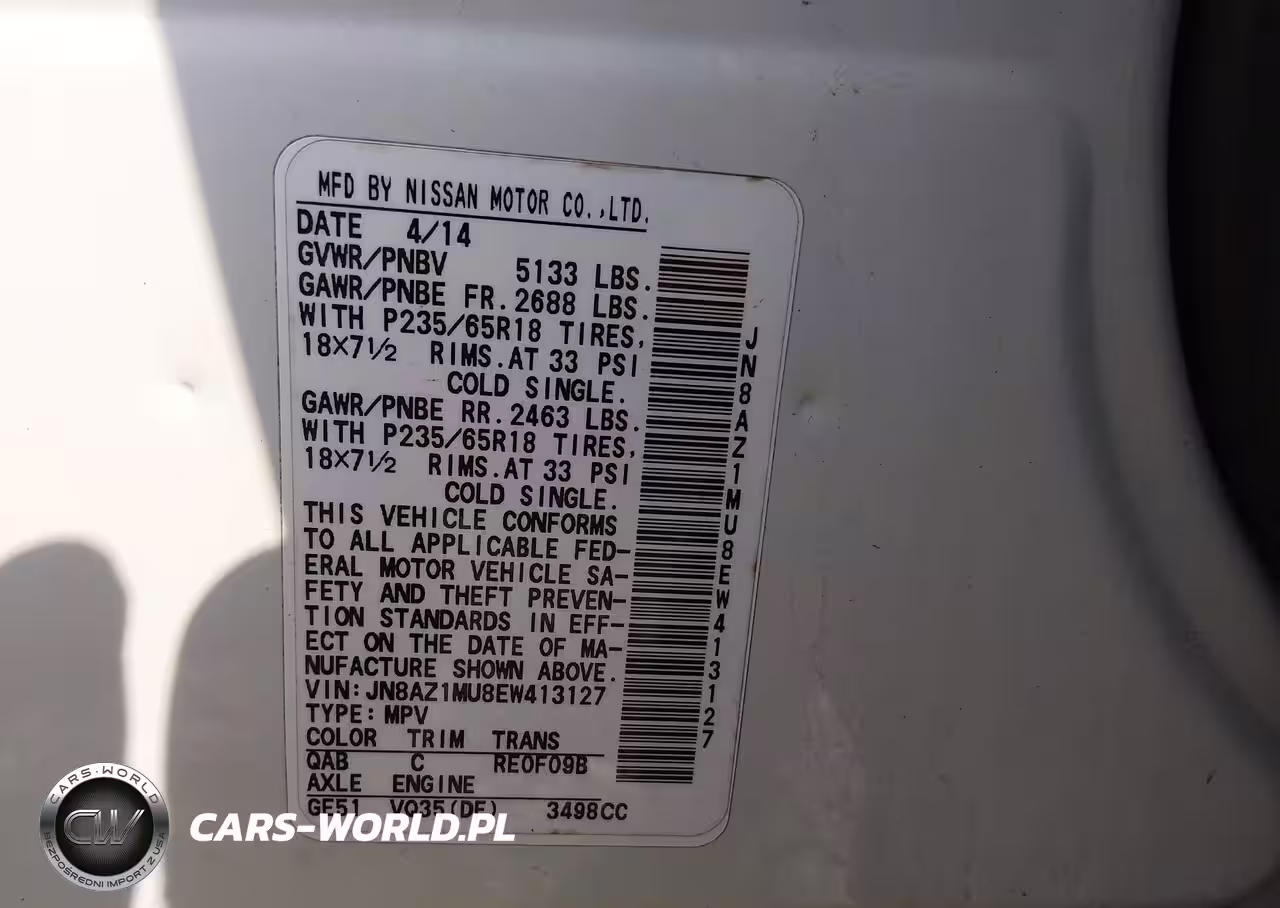 MFD BY NISSAN MOTOR CO.,LTD.
DATE 4/14
GVWR/PNBV 5133 LBS.
GAWR/PNBE FR.2688 LBS.
WITH P235/65R18 TIRES,
18×7½ RIMS.AT 33 PSI
COLD SINGLE.
GAWR/PNBE RR.2463 LBS.
WITH P235/65R18 TIRES,
18×7½ RIMS.AT 33 PSI
COLD SINGLE.
THIS VEHICLE CONFORMS
TO ALL APPLICABLE FED-
ERAL MOTOR VEHICLE SA-
FETY AND THEFT PREVEN-
TION STANDARDS IN EFF-
ECT ON THE DATE OF MA-
NUFACTURE SHOWN ABOVE.
VIN:JN8AZ1MU8EW413127
TYPE:MPV
COLOR TRIM TRANS
QAB C RE0F09B
AXLE ENGINE
GF51 VQ35(DE) 3498CC
JN8AZ1MU8EW413127
CARS-WORLD
CW
BEZPOŚREDNI IMPORT Z USA
CARS-WORLD.PL